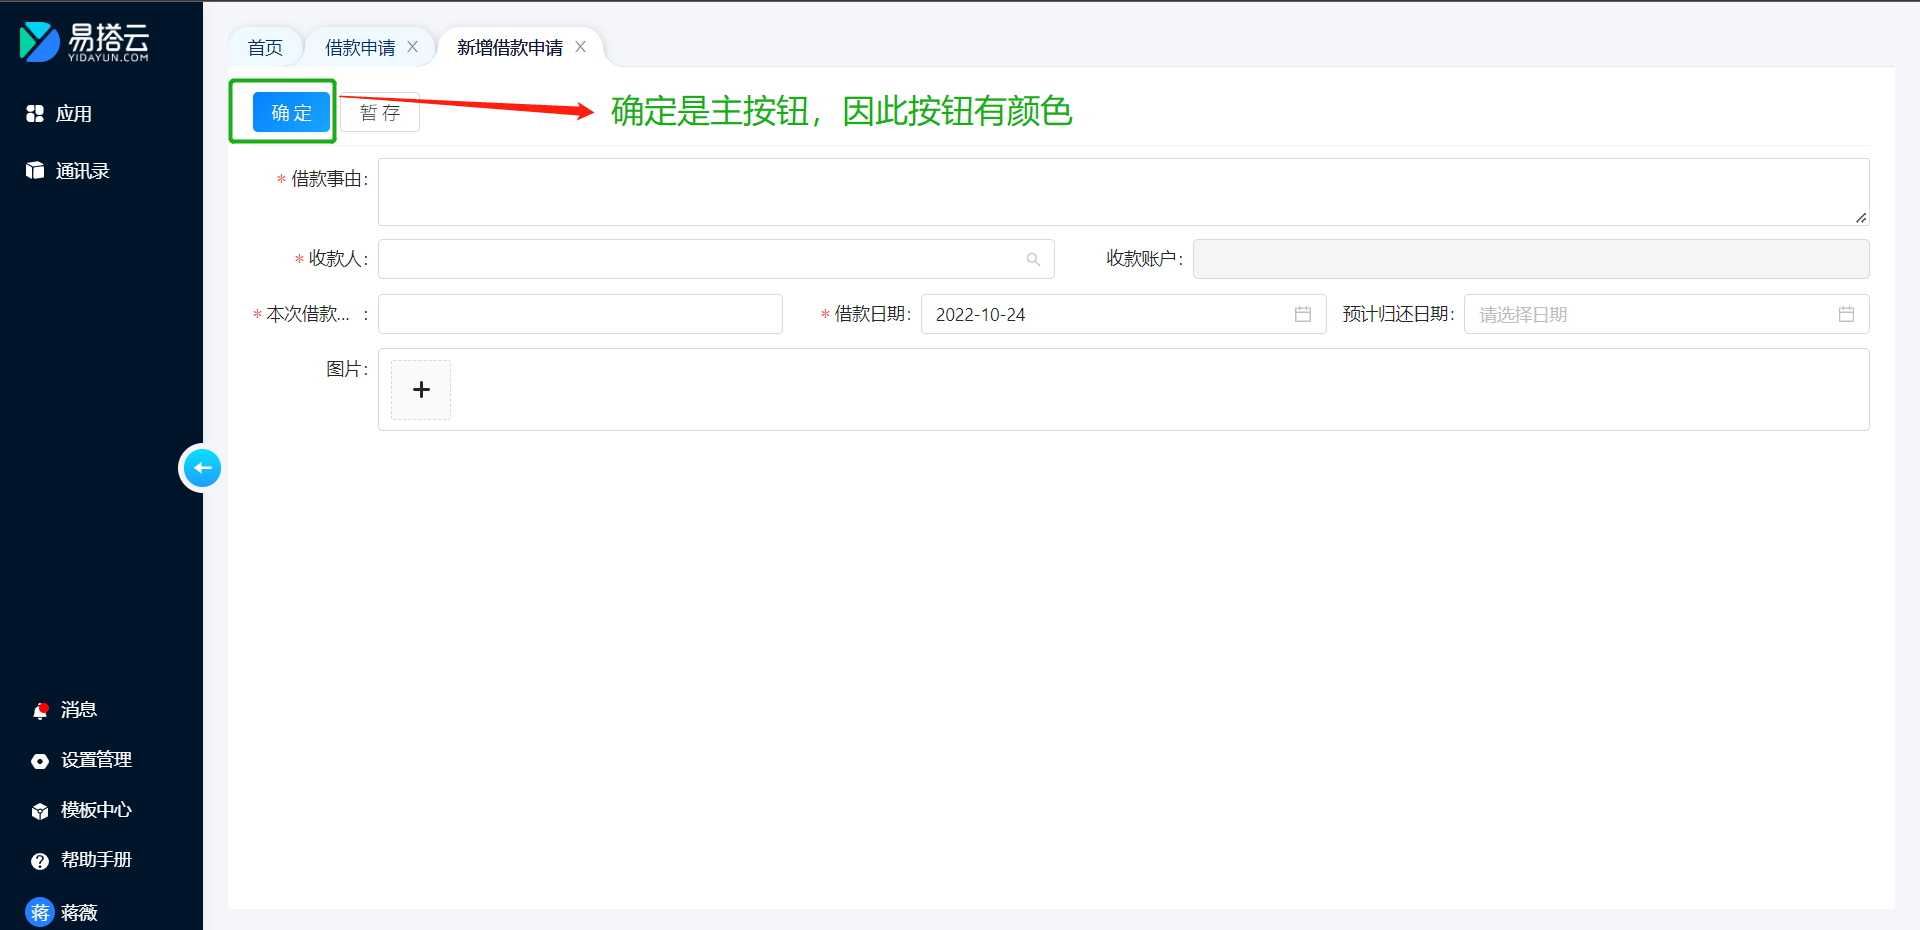 易搭云
YIDAYUN.COM
应用
通讯录
消息
设置管理
模板中心
帮助手册
蒋 蒋薇
首页 借款申请 新增借款申请
确 定 暂 存 确定是主按钮，因此按钮有颜色
* 借款事由:
* 收款人: 收款账户:
* 本次借款... : * 借款日期: 2022-10-24 预计归还日期: 请选择日期
图片: